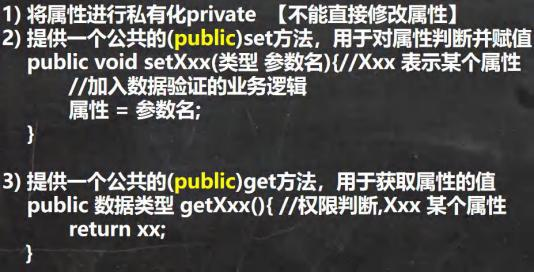 1) 将属性进行私有化private 【不能直接修改属性】
2) 提供一个公共的(public)set方法，用于对属性判断并赋值
public void setXxx(类型 参数名){//Xxx 表示某个属性
//加入数据验证的业务逻辑
属性 = 参数名;
}
3) 提供一个公共的(public)get方法，用于获取属性的值
public 数据类型 getXxx(){ //权限判断,Xxx 某个属性
return xx;
}